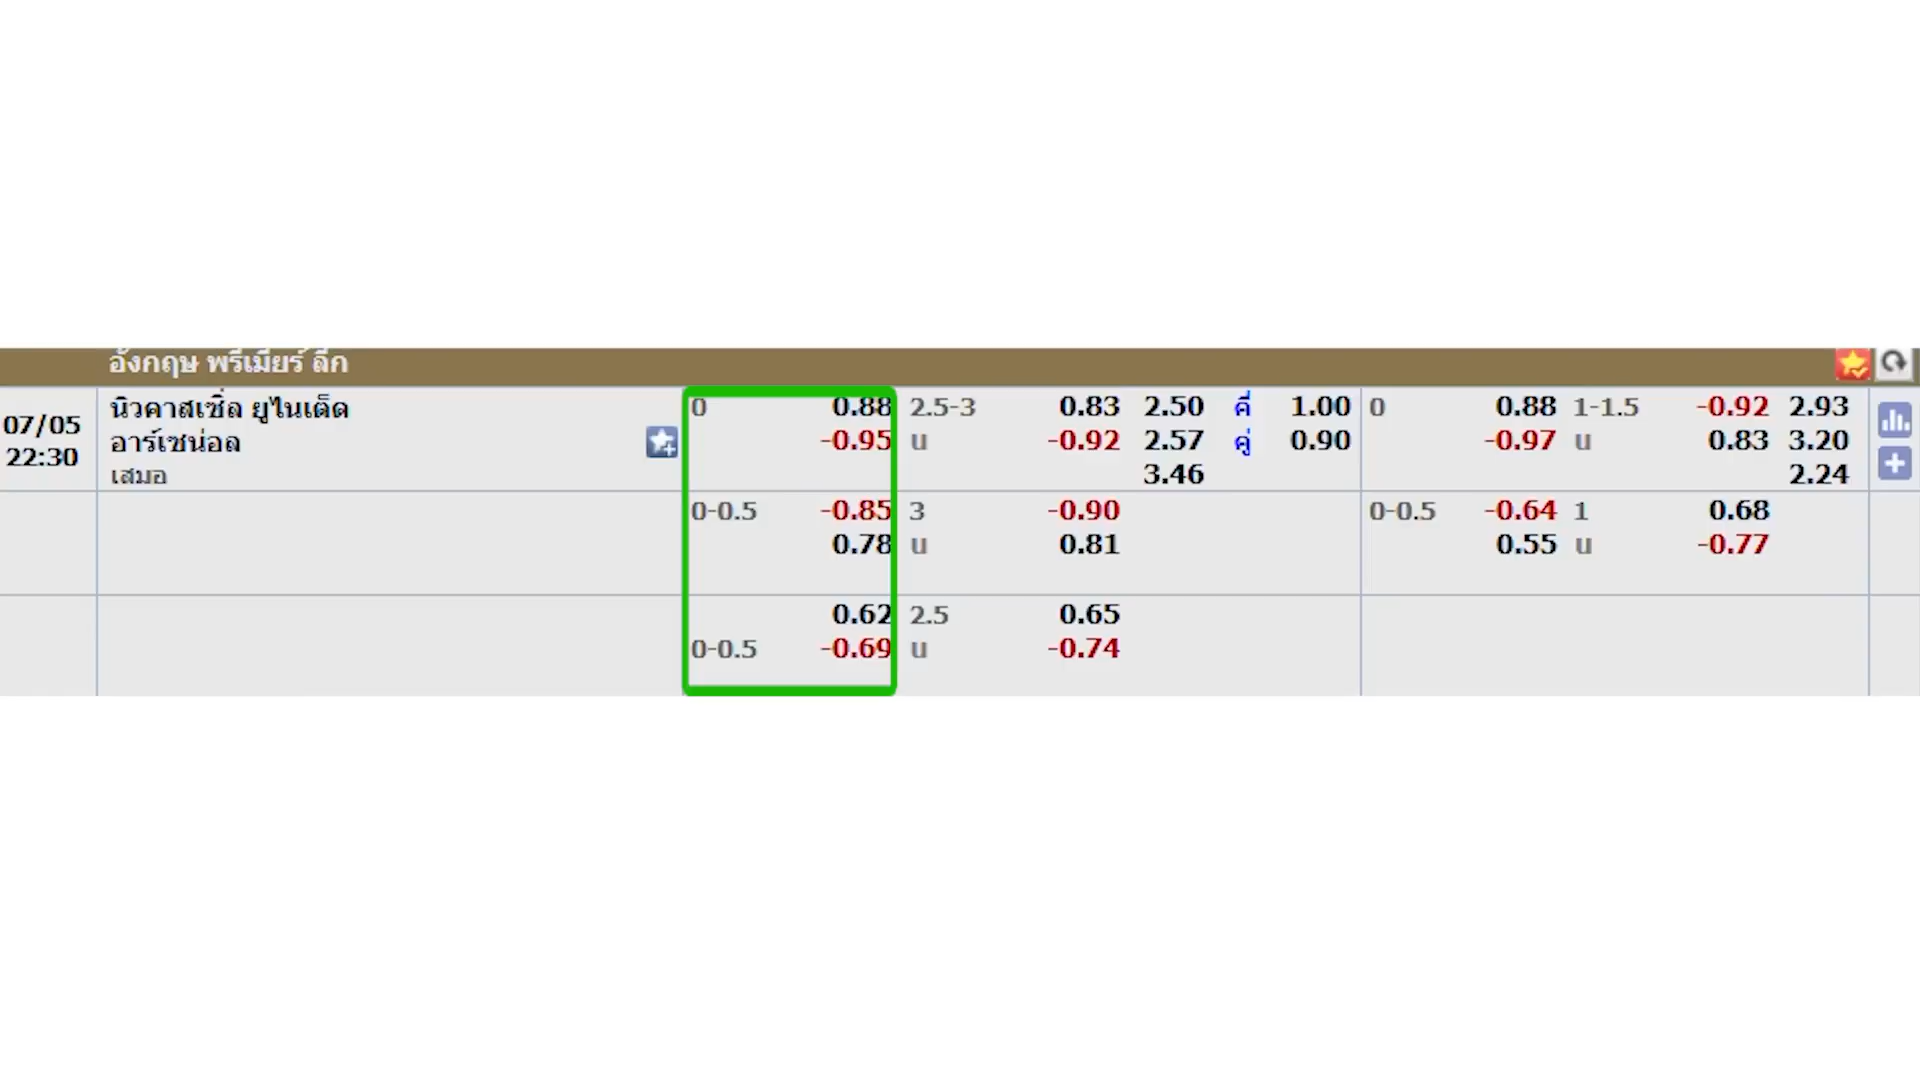 อังกฤษ พรีเมียร์ ลีก
07/05
22:30
นิวคาสเซิ่ล ยูไนเต็ด
อาร์เซน่อล
เสมอ
0 0.88 2.5-3 0.83 2.50 คี่ 1.00 0 0.88 1-1.5 -0.92 2.93
-0.95 u -0.92 2.57 คู่ 0.90 -0.97 u 0.83 3.20
3.46 2.24
0-0.5 -0.85 3 -0.90 0-0.5 -0.64 1 0.68
0.78 u 0.81 0.55 u -0.77
0.62 2.5 0.65
0-0.5 -0.69 u -0.74